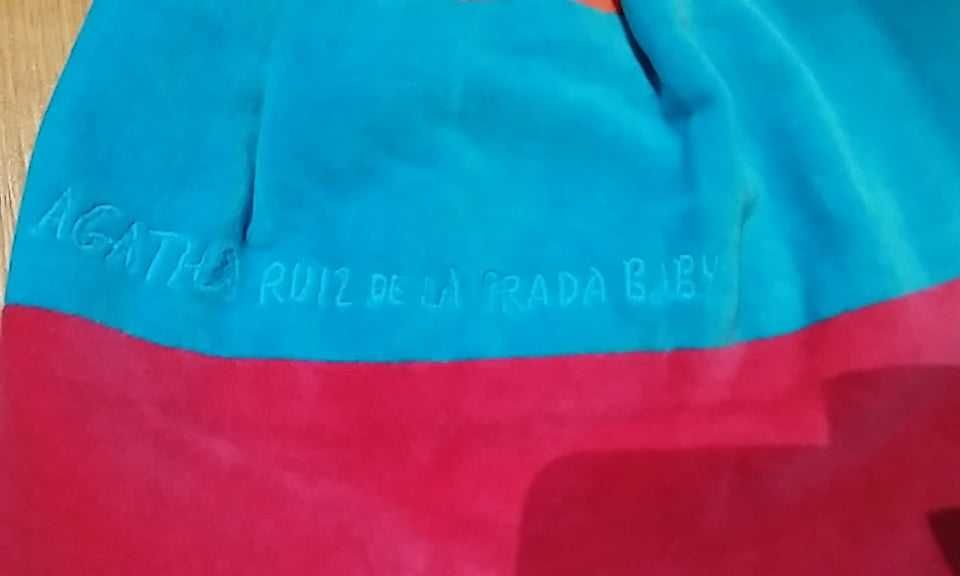 AGATHA RUIZ DE LA PRADA BABY